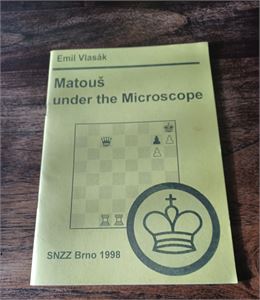 Emil Vlasák
Matouš
under the Microscope
SNZZ Brno 1998